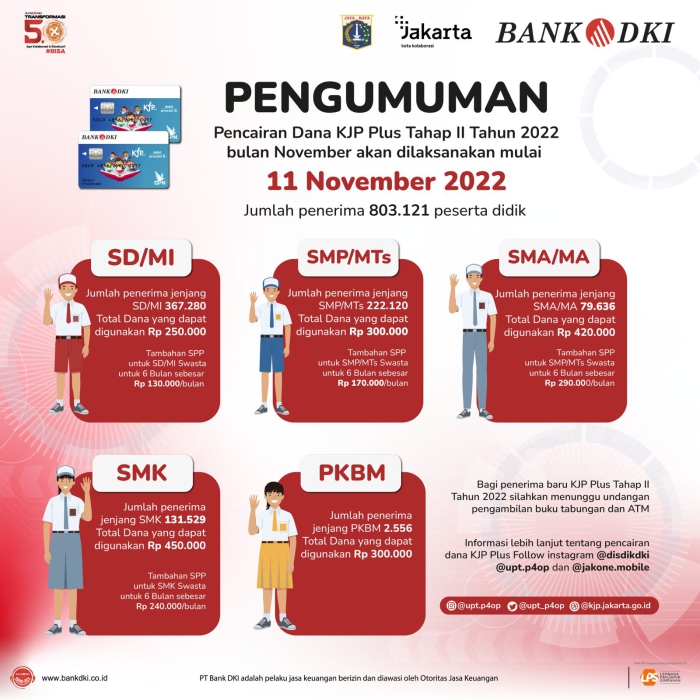 BANK DKI
TRANSFORMASI
5.0
#BISA
JAYA RAYA
Jakarta
kota kolaborasi
BANK DKI
BANK DKI
BANK DKI
PENGUMUMAN
Pencairan Dana KJP Plus Tahap II Tahun 2022
bulan November akan dilaksanakan mulai
11 November 2022
Jumlah penerima 803.121 peserta didik
SD/MI
Jumlah penerima jenjang
SD/MI 367.280
Total Dana yang dapat
digunakan Rp 250.000
Tambahan SPP
untuk SD/MI Swasta
untuk 6 Bulan sebesar
Rp 130.000/bulan
SMP/MTs
Jumlah penerima jenjang
SMP/MTs 222.120
Total Dana yang dapat
digunakan Rp 300.000
Tambahan SPP
untuk SMP/MTs Swasta
untuk 6 Bulan sebesar
Rp 170.000/bulan
SMA/MA
Jumlah penerima jenjang
SMA/MA 79.636
Total Dana yang dapat
digunakan Rp 420.000
Tambahan SPP
untuk SMP/MTs Swasta
untuk 6 Bulan sebesar
Rp 290.000/bulan
SMK
Jumlah penerima
jenjang SMK 131.529
Total Dana yang dapat
digunakan Rp 450.000
Tambahan SPP
untuk SMK Swasta
untuk 6 Bulan sebesar
Rp 240.000/bulan
PKBM
Jumlah penerima
jenjang PKBM 2.556
Total Dana yang dapat
digunakan Rp 300.000
Bagi penerima baru KJP Plus Tahap II
Tahun 2022 silahkan menunggu undangan
pengambilan buku tabungan dan ATM
Informasi lebih lanjut tentang pencairan
dana KJP Plus Follow instagram @disdikdki
@upt.p4op dan @jakone.mobile
@upt.p4op @upt_p4op @kjp.jakarta.go.id
www.bankdki.co.id
PT Bank DKI adalah pelaku jasa keuangan berizin dan diawasi oleh Otoritas Jasa Keuangan
LPS LEMBAGA
PENJAMIN
SIMPANAN